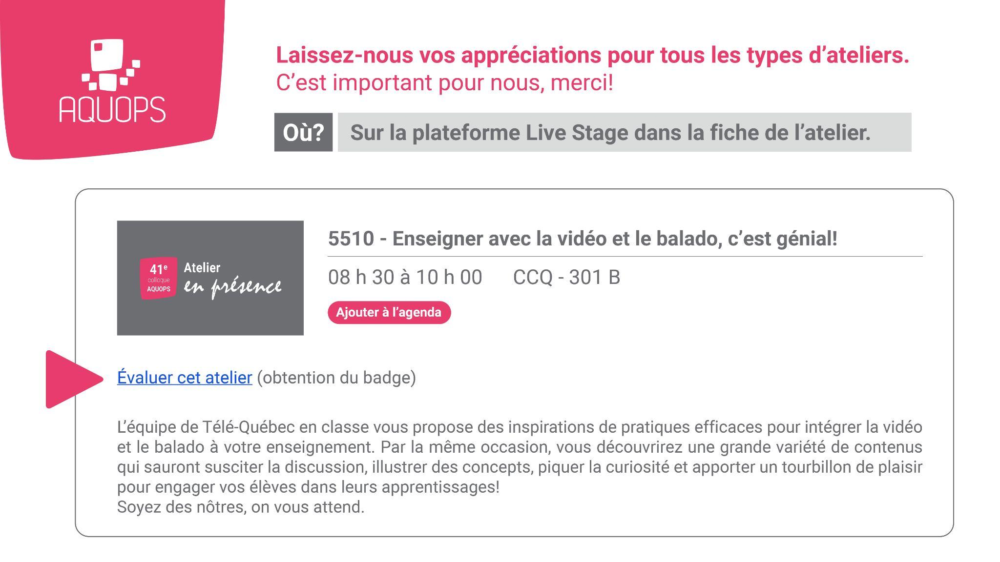 AQUOPS
Laissez-nous vos appréciations pour tous les types d’ateliers.
C’est important pour nous, merci!
Où?
Sur la plateforme Live Stage dans la fiche de l’atelier.
41e
colloque
AQUOPS
Atelier
en présence
5510 - Enseigner avec la vidéo et le balado, c’est génial!
08 h 30 à 10 h 00 CCQ - 301 B
Ajouter à l’agenda
Évaluer cet atelier (obtention du badge)
L’équipe de Télé-Québec en classe vous propose des inspirations de pratiques efficaces pour intégrer la vidéo
et le balado à votre enseignement. Par la même occasion, vous découvrirez une grande variété de contenus
qui sauront susciter la discussion, illustrer des concepts, piquer la curiosité et apporter un tourbillon de plaisir
pour engager vos élèves dans leurs apprentissages!
Soyez des nôtres, on vous attend.